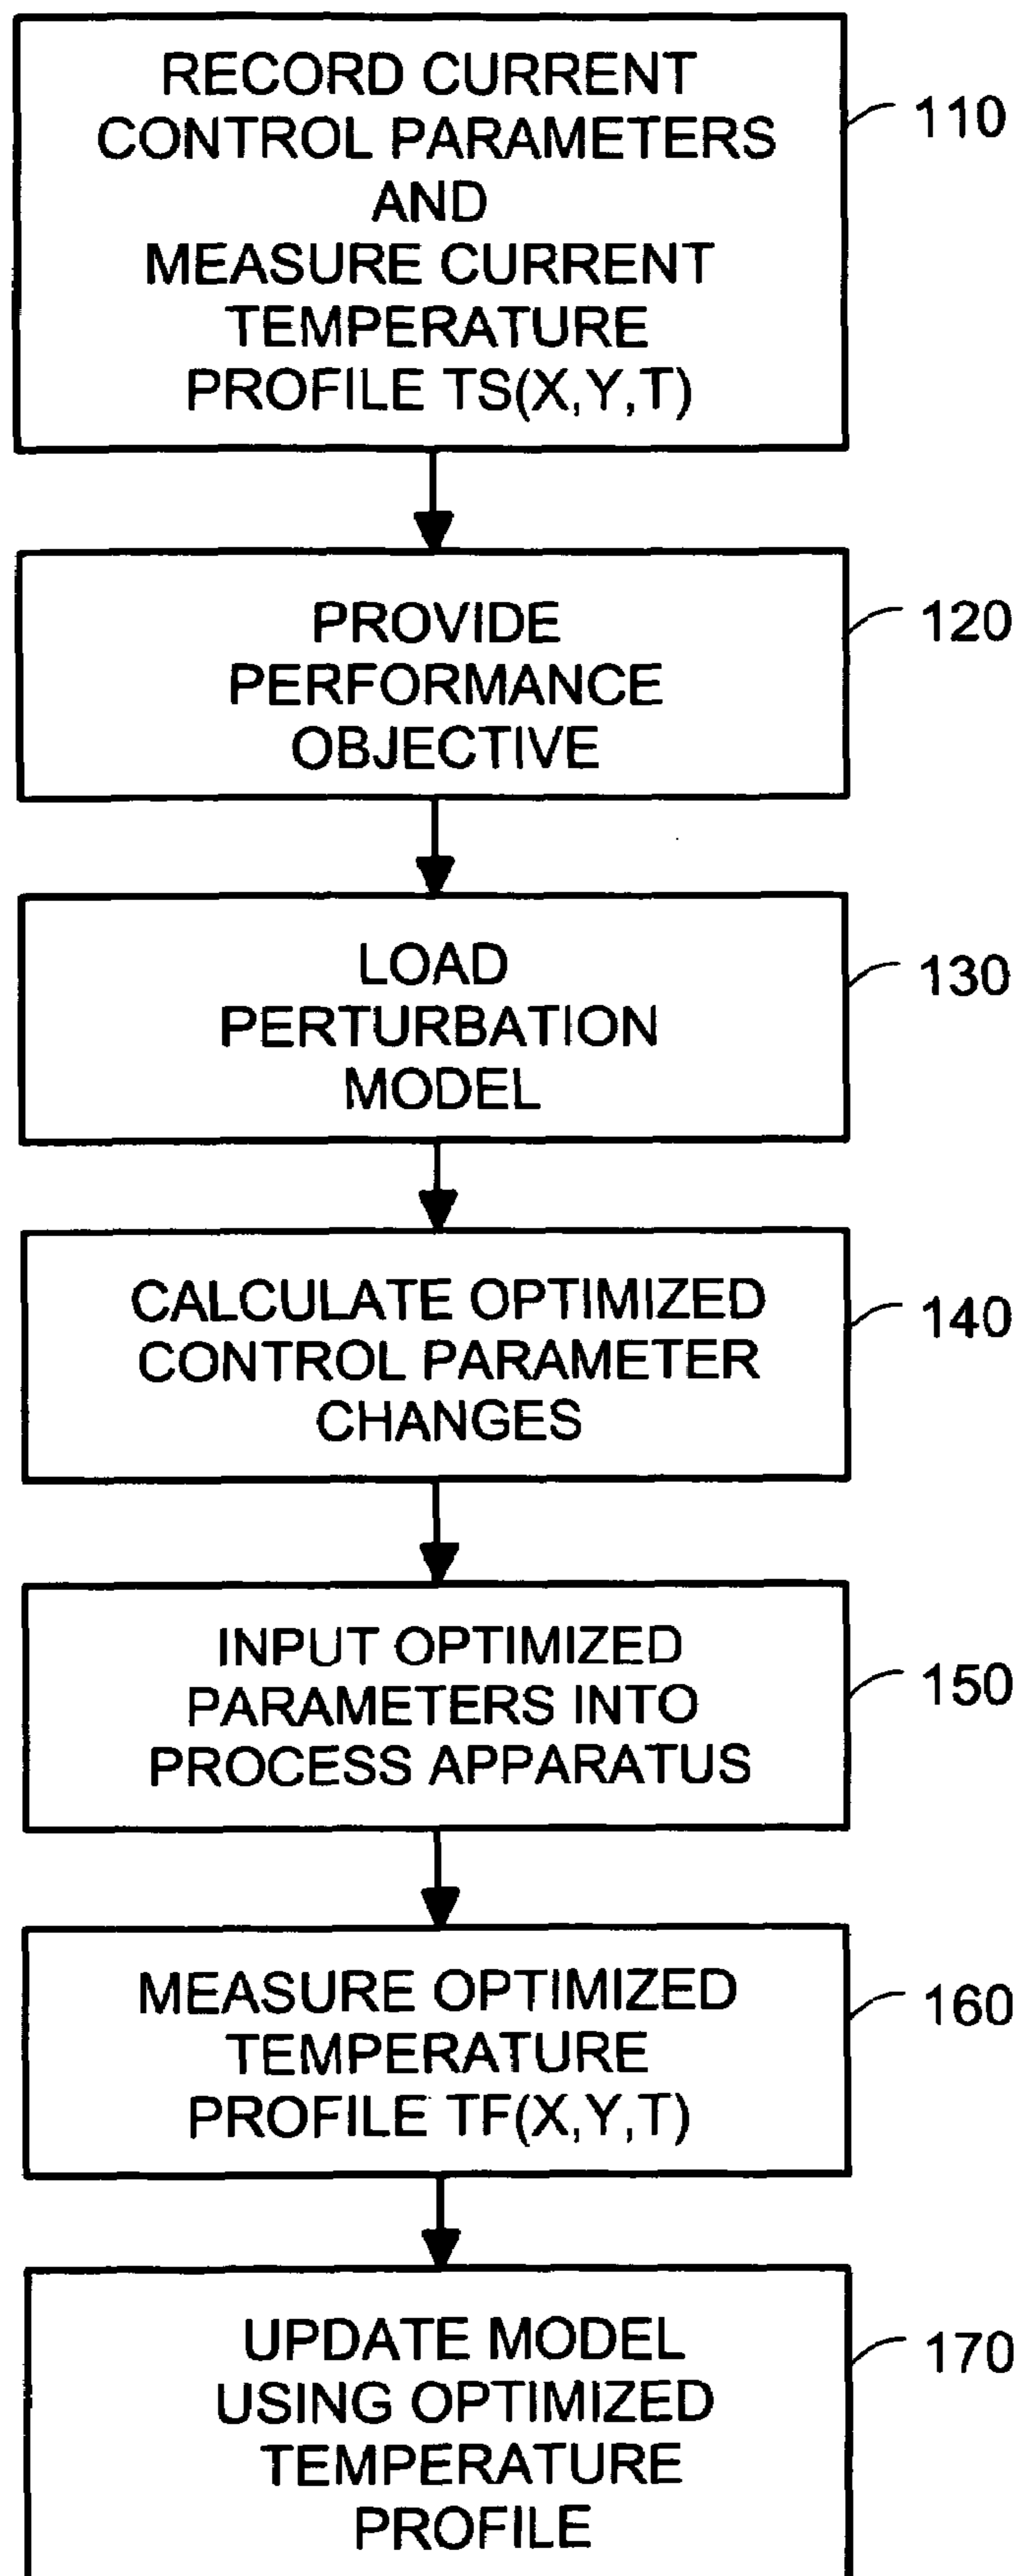 RECORD CURRENT
CONTROL PARAMETERS
AND
MEASURE CURRENT
TEMPERATURE
PROFILE TS(X,Y,T)
110
PROVIDE
PERFORMANCE
OBJECTIVE
120
LOAD
PERTURBATION
MODEL
130
CALCULATE OPTIMIZED
CONTROL PARAMETER
CHANGES
140
INPUT OPTIMIZED
PARAMETERS INTO
PROCESS APPARATUS
150
MEASURE OPTIMIZED
TEMPERATURE
PROFILE TF(X,Y,T)
160
UPDATE MODEL
USING OPTIMIZED
TEMPERATURE
PROFILE
170